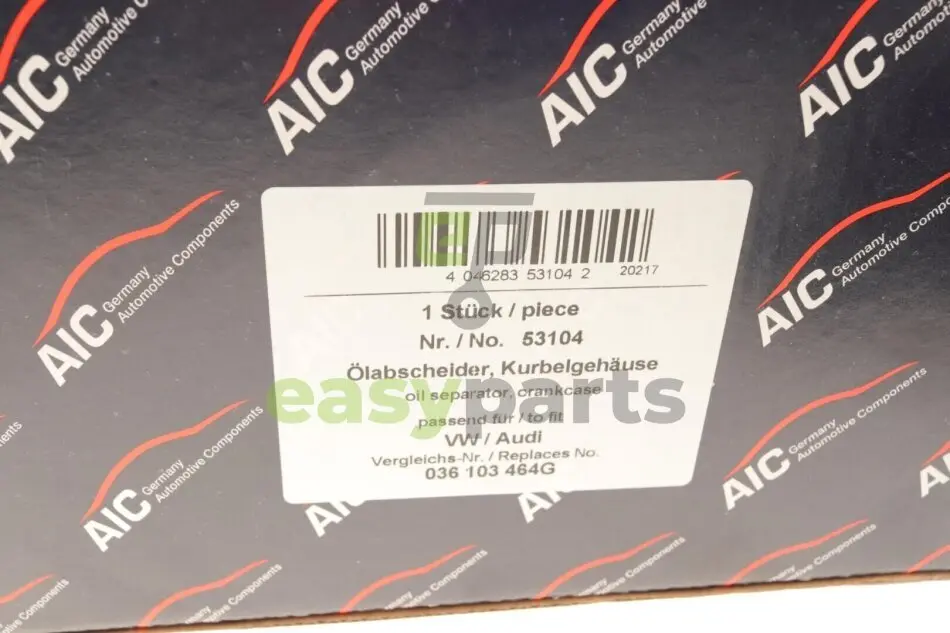 AIC Germany Automotive
AIC Germany Automotive
AIC Germany Automotive
AIC Germany Automotive
4 046283 53104 2 20217
1 Stück / piece
Nr. / No. 53104
Ölabscheider, Kurbelgehäuse
oil separator, crankcase
easyparts
passend für / to fit
VW / Audi
Vergleichs-Nr. / Replaces No.
036 103 464G
AIC Germany Automotive Components
AIC Germany Automotive Components
AIC Germany Automotive Components
AIC Germany Automotive Components
AIC Germany Automotive Components
AIC Germany Automotive Components